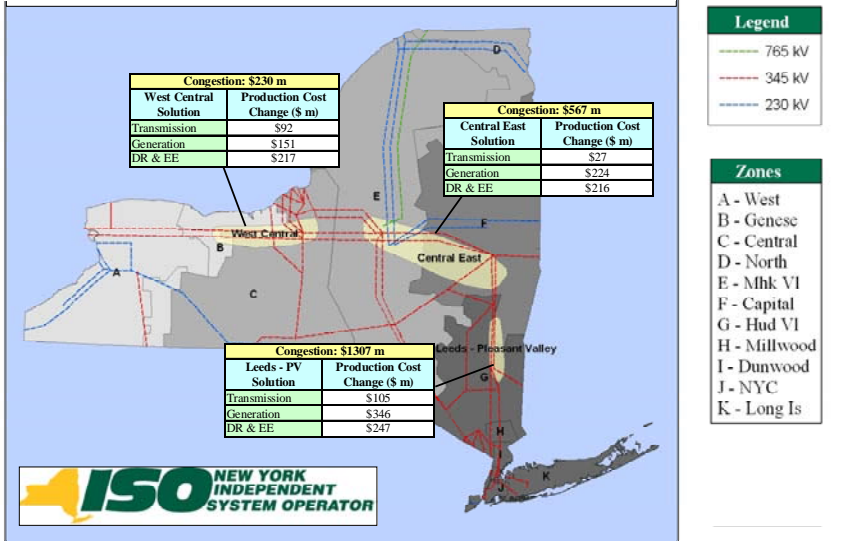 Legend
765 kV
345 kV
230 kV
Zones
A - West
B - Genese
C - Central
D - North
E - Mhk Vl
F - Capital
G - Hud Vl
H - Millwood
I - Dunwood
J - NYC
K - Long Is
Congestion: $230 m
West Central Solution Production Cost Change ($ m)
Transmission $92
Generation $151
DR & EE $217
Congestion: $567 m
Central East Solution Production Cost Change ($ m)
Transmission $27
Generation $224
DR & EE $216
Congestion: $1307 m
Leeds - PV Solution Production Cost Change ($ m)
Transmission $105
Generation $346
DR & EE $247
D
E
F
West Central
B
Central East
A
C
Leeds - Pleasant Valley
G
H
I
J
K
ISO NEW YORK
INDEPENDENT
SYSTEM OPERATOR